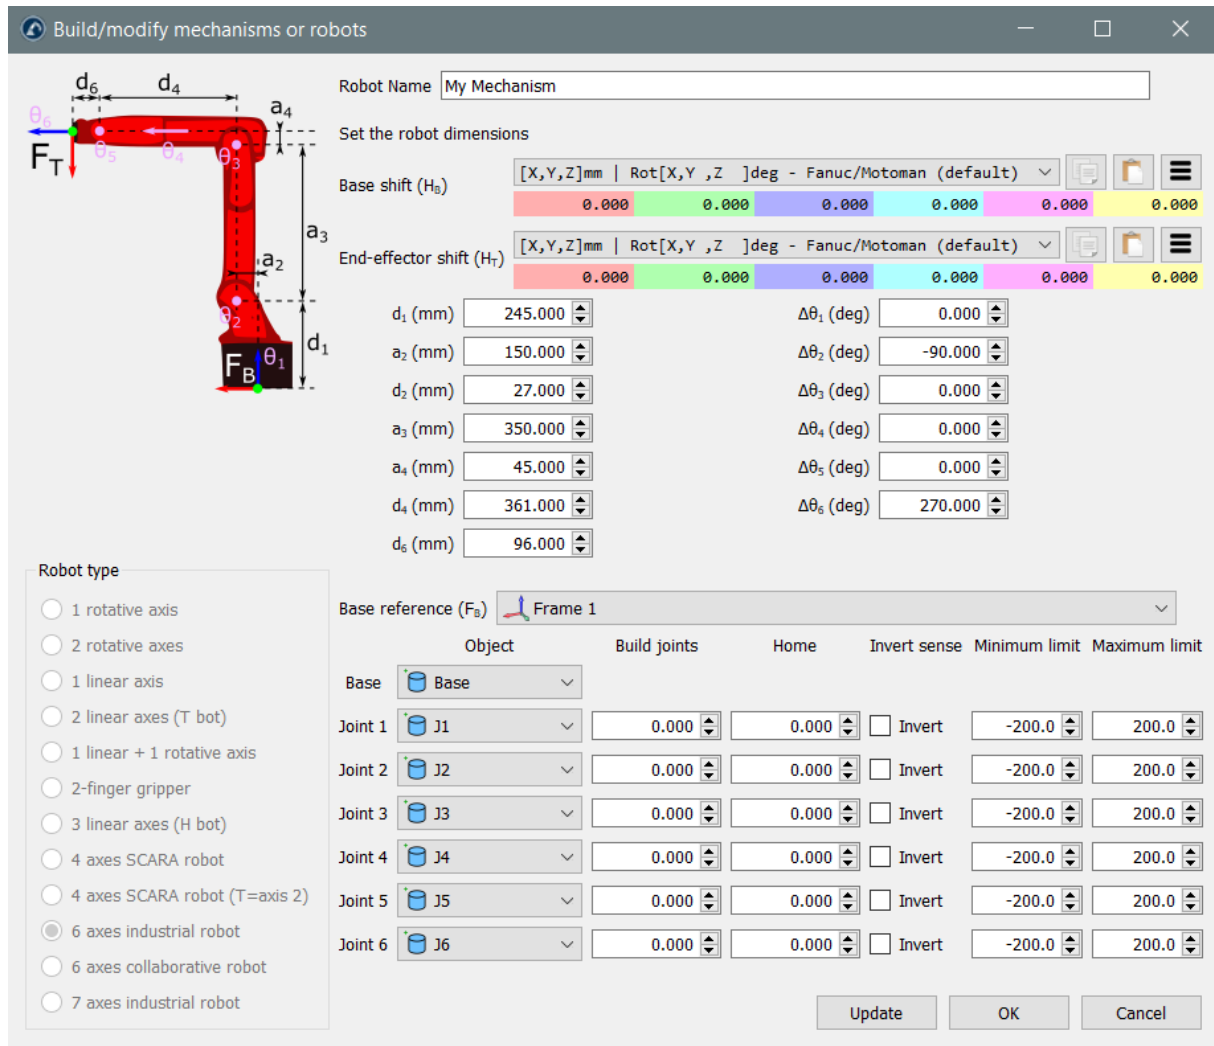 Build/modify mechanisms or robots
d₆ d₄
a₄
θ₆
θ₅ θ₄ θ₃
F_T
a₃
a₂
θ₂
d₁
F_B θ₁
Robot Name My Mechanism
Set the robot dimensions
Base shift (H_B) [X,Y,Z]mm | Rot[X,Y ,Z ]deg - Fanuc/Motoman (default)
0.000 0.000 0.000 0.000 0.000 0.000
End-effector shift (H_T) [X,Y,Z]mm | Rot[X,Y ,Z ]deg - Fanuc/Motoman (default)
0.000 0.000 0.000 0.000 0.000 0.000
d₁ (mm) 245.000 Δθ₁ (deg) 0.000
a₂ (mm) 150.000 Δθ₂ (deg) -90.000
d₂ (mm) 27.000 Δθ₃ (deg) 0.000
a₃ (mm) 350.000 Δθ₄ (deg) 0.000
a₄ (mm) 45.000 Δθ₅ (deg) 0.000
d₄ (mm) 361.000 Δθ₆ (deg) 270.000
d₆ (mm) 96.000
Robot type
1 rotative axis
2 rotative axes
1 linear axis
2 linear axes (T bot)
1 linear + 1 rotative axis
2-finger gripper
3 linear axes (H bot)
4 axes SCARA robot
4 axes SCARA robot (T=axis 2)
6 axes industrial robot
6 axes collaborative robot
7 axes industrial robot
Base reference (F_B) Frame 1
Object Build joints Home Invert sense Minimum limit Maximum limit
Base Base
Joint 1 J1 0.000 0.000 Invert -200.0 200.0
Joint 2 J2 0.000 0.000 Invert -200.0 200.0
Joint 3 J3 0.000 0.000 Invert -200.0 200.0
Joint 4 J4 0.000 0.000 Invert -200.0 200.0
Joint 5 J5 0.000 0.000 Invert -200.0 200.0
Joint 6 J6 0.000 0.000 Invert -200.0 200.0
Update OK Cancel